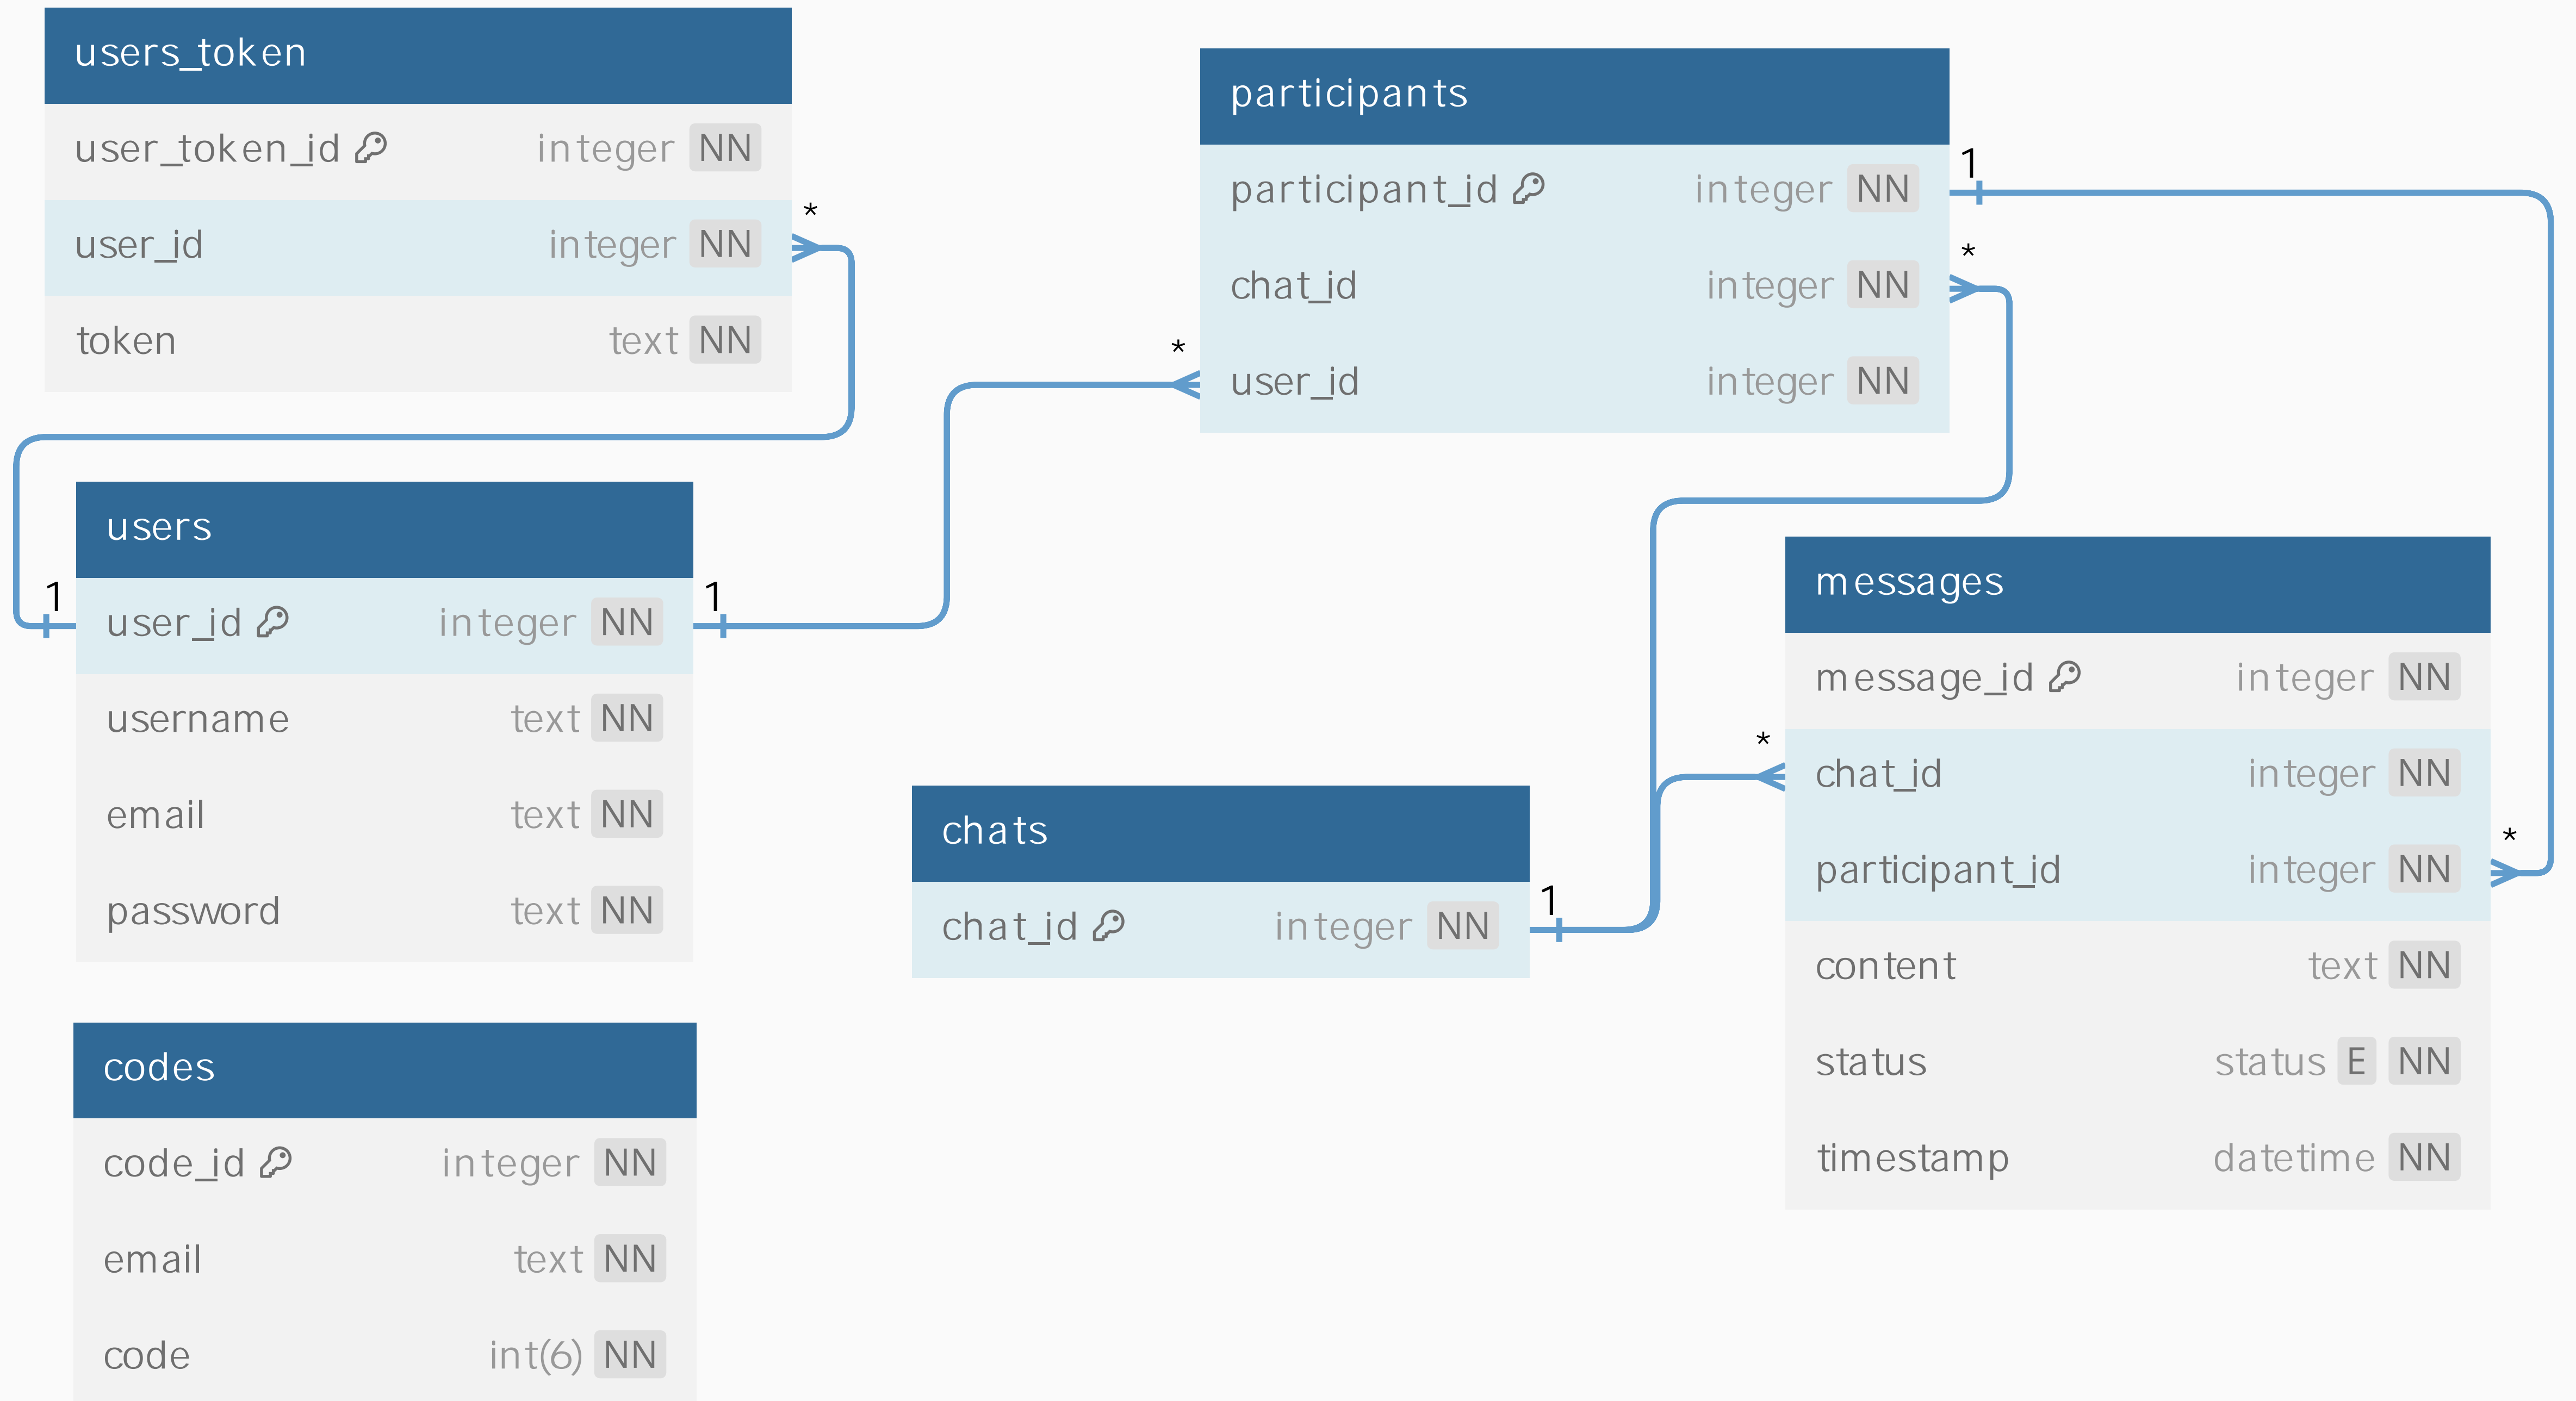 users_token
user_token_id integer NN
user_id integer NN
token text NN
*
participants
participant_id integer NN
chat_id integer NN
user_id integer NN
1
*
*
users
user_id integer NN
username text NN
email text NN
password text NN
1
1
messages
message_id integer NN
chat_id integer NN
participant_id integer NN
content text NN
status status E NN
timestamp datetime NN
*
*
chats
chat_id integer NN
1
codes
code_id integer NN
email text NN
code int(6) NN